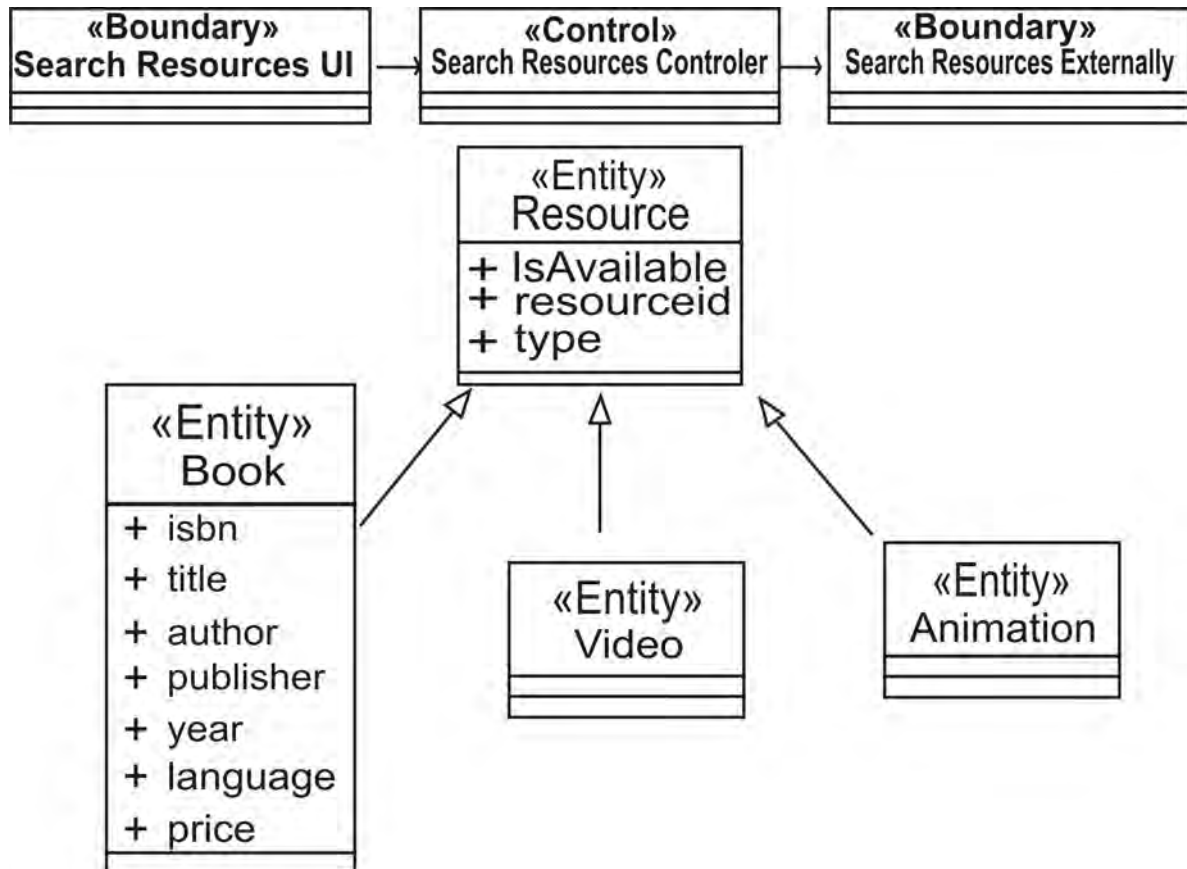 «Boundary»
Search Resources UI
«Control»
Search Resources Controler
«Boundary»
Search Resources Externally
«Entity»
Resource
+ IsAvailable
+ resourceid
+ type
«Entity»
Book
+ isbn
+ title
+ author
+ publisher
+ year
+ language
+ price
«Entity»
Video
«Entity»
Animation